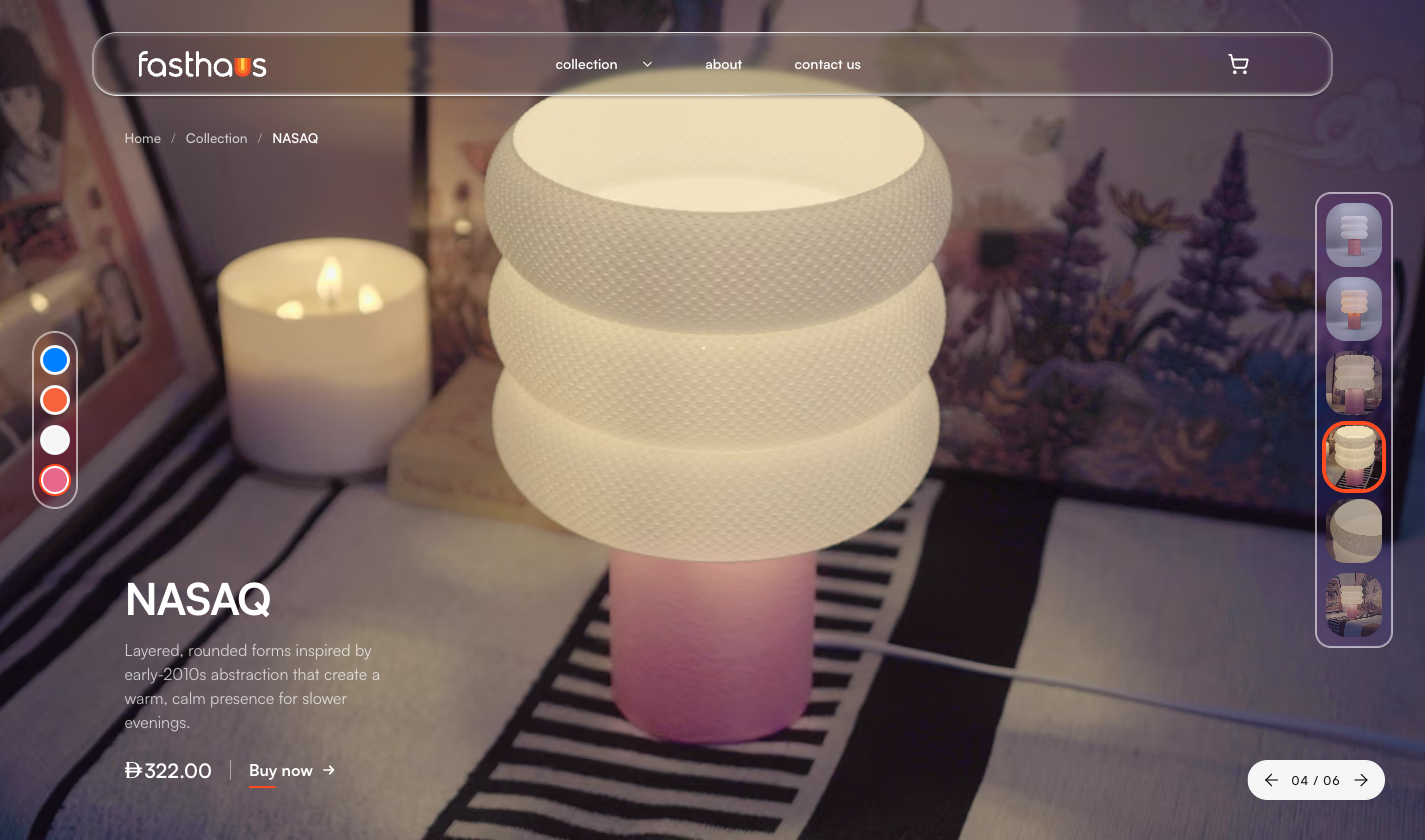 fasthaus
collection about contact us
Home / Collection / NASAQ
NASAQ
Layered, rounded forms inspired by
early-2010s abstraction that create a
warm, calm presence for slower
evenings.
322.00 Buy now →
← 04 / 06 →